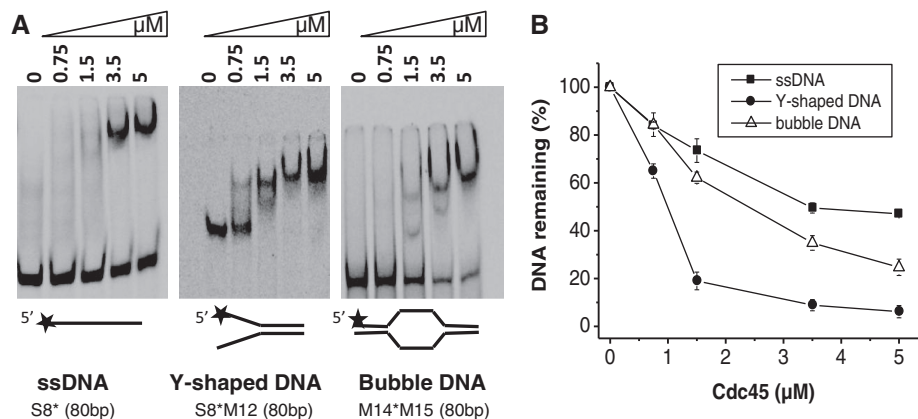 A
µM
0 0.75 1.5 3.5 5
µM
0 0.75 1.5 3.5 5
µM
0 0.75 1.5 3.5 5
5’
5’
5’
ssDNA
S8* (80bp)
Y-shaped DNA
S8*M12 (80bp)
Bubble DNA
M14*M15 (80bp)
B
ssDNA
Y-shaped DNA
bubble DNA
DNA remaining (%)
100
80
60
40
20
0
0 1 2 3 4 5
Cdc45 (µM)